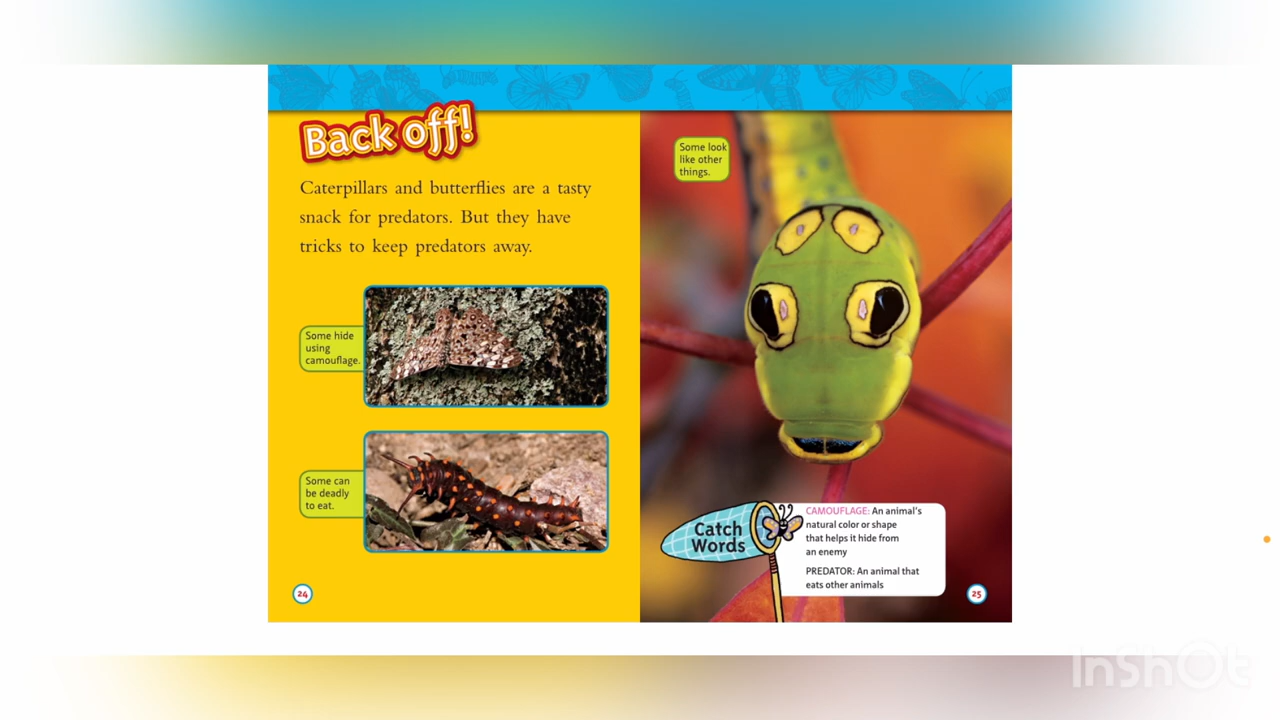 Back off!
Caterpillars and butterflies are a tasty
snack for predators. But they have
tricks to keep predators away.
Some hide
using
camouflage.
Some can
be deadly
to eat.
24
Some look
like other
things.
Catch
Words
CAMOUFLAGE: An animal's
natural color or shape
that helps it hide from
an enemy
PREDATOR: An animal that
eats other animals
25
InShOt